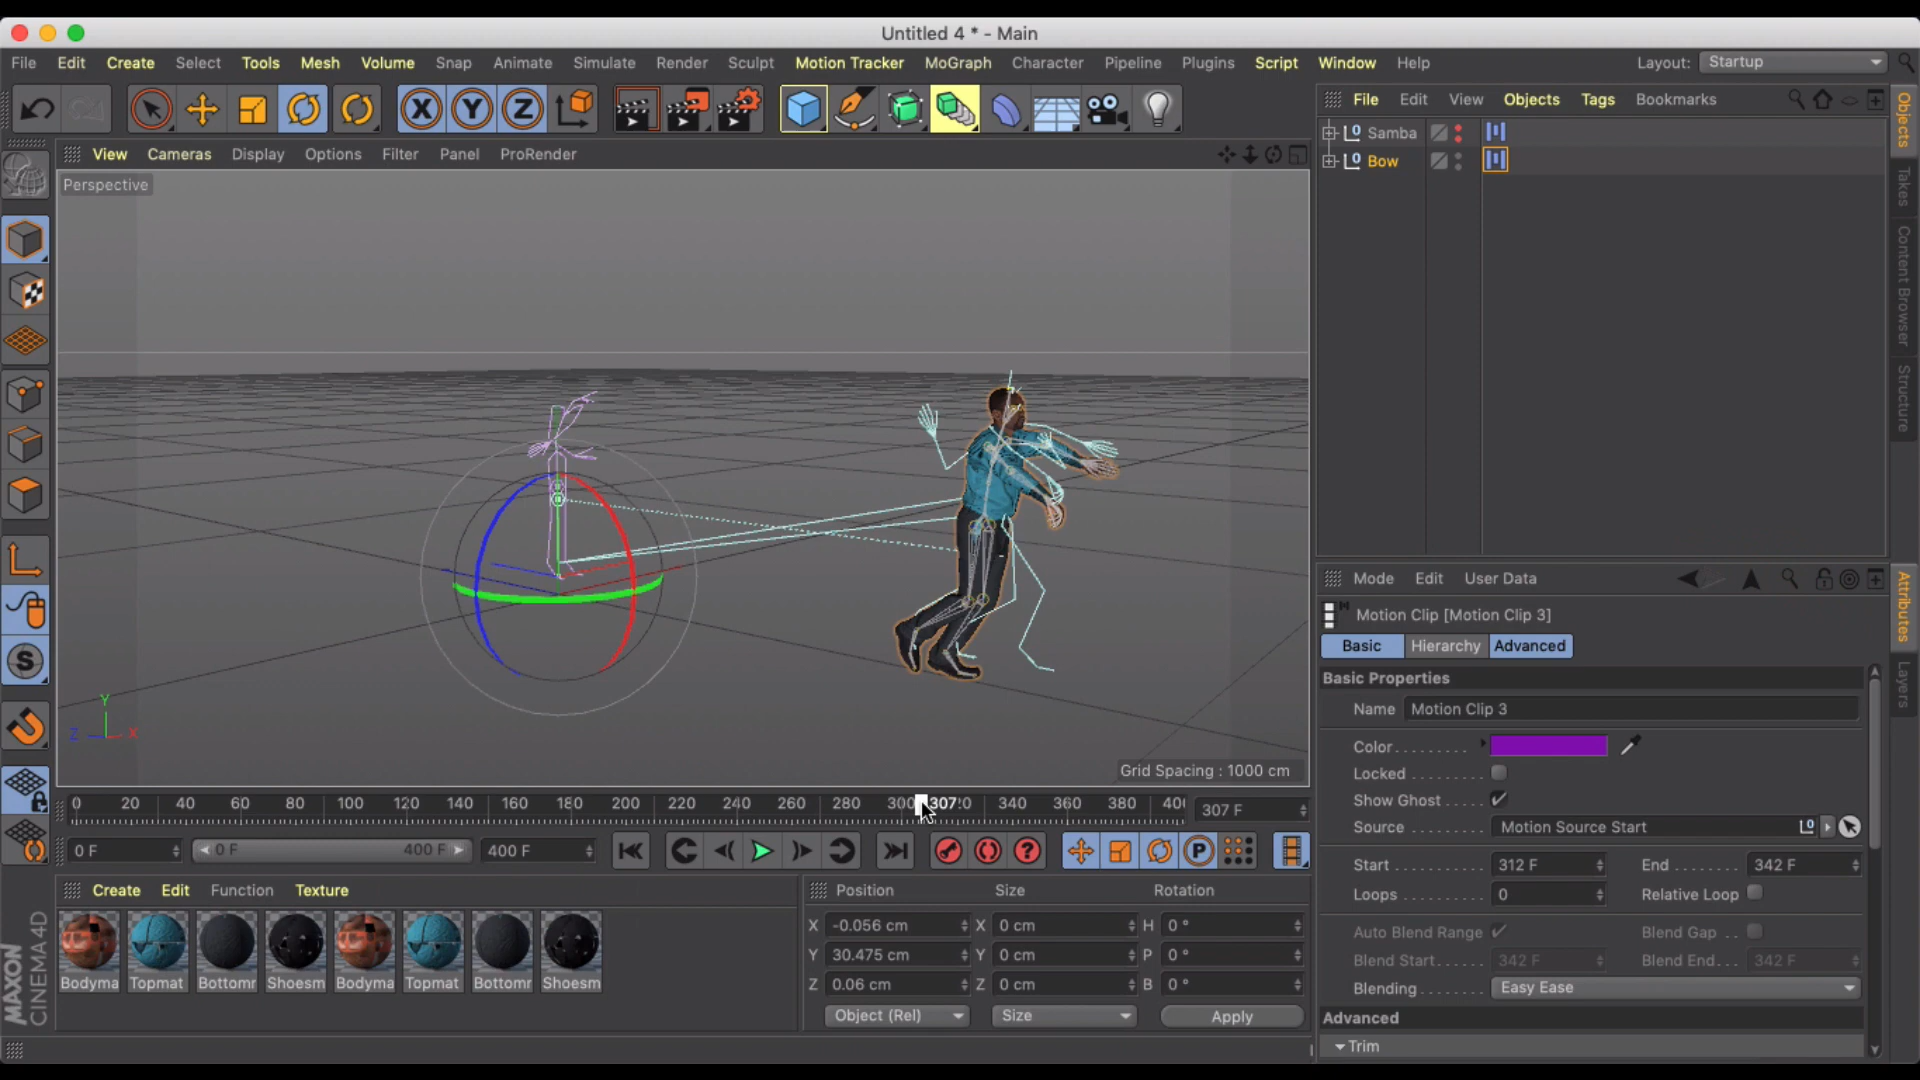 Untitled 4 * - Main
File Edit Create Select Tools Mesh Volume Snap Animate Simulate Render Sculpt Motion Tracker MoGraph Character Pipeline Plugins Script Window Help Layout: Startup
X Y Z
File Edit View Objects Tags Bookmarks
View Cameras Display Options Filter Panel ProRender
Samba
Bow
Perspective
Objects
Takes
Content Browser
Structure
Mode Edit User Data
Motion Clip [Motion Clip 3]
Basic Hierarchy Advanced
Basic Properties
Name Motion Clip 3
Color
Locked
Show Ghost
Source Motion Source Start
Start 312 F End 342 F
Loops 0 Relative Loop
Auto Blend Range Blend Gap
Blend Start 342 F Blend End 342 F
Blending Easy Ease
Advanced
Trim
Attributes
Layers
Y
Z X
Grid Spacing : 1000 cm
0 20 40 60 80 100 120 140 160 180 200 220 240 260 280 300 307 340 360 380 400 307 F
0 F 0 F 400 F 400 F
Create Edit Function Texture
Bodyma Topmat Bottomr Shoesm Bodyma Topmat Bottomr Shoesm
Position Size Rotation
X -0.056 cm X 0 cm H 0 °
Y 30.475 cm Y 0 cm P 0 °
Z 0.06 cm Z 0 cm B 0 °
Object (Rel) Size Apply
MAXON
CINEMA4D